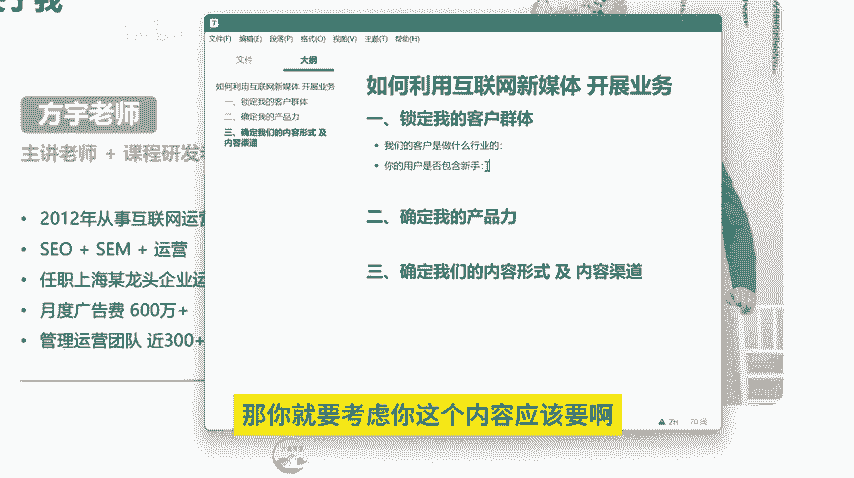 关于我
方宇老师
主讲老师 + 课程研发
• 2012年从事互联网运营
• SEO + SEM + 运营
• 任职上海某龙头企业运
• 月度广告费 600万+
• 管理运营团队 近300+
文件(F) 编辑(E) 段落(P) 格式(O) 视图(V) 主题(T) 帮助(H)
文件 大纲
如何利用互联网新媒体 开展业务
一、锁定我的客户群体
二、确定我的产品力
三、确定我们的内容形式 及
内容渠道
如何利用互联网新媒体 开展业务
一、锁定我的客户群体
• 我们的客户是做什么行业的：
• 你的用户是否包含新手：
二、确定我的产品力
三、确定我们的内容形式 及 内容渠道
70 词
那你就要考虑你这个内容应该要啊